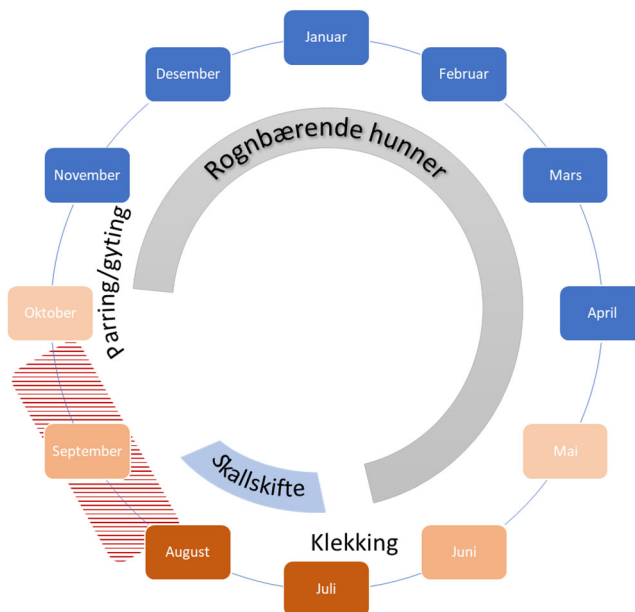 Januar
Februar
Mars
April
Mai
Juni
Juli
August
September
Oktober
November
Desember
Rognbærende hunner
Parring/gyting
Skallskifte
Klekking